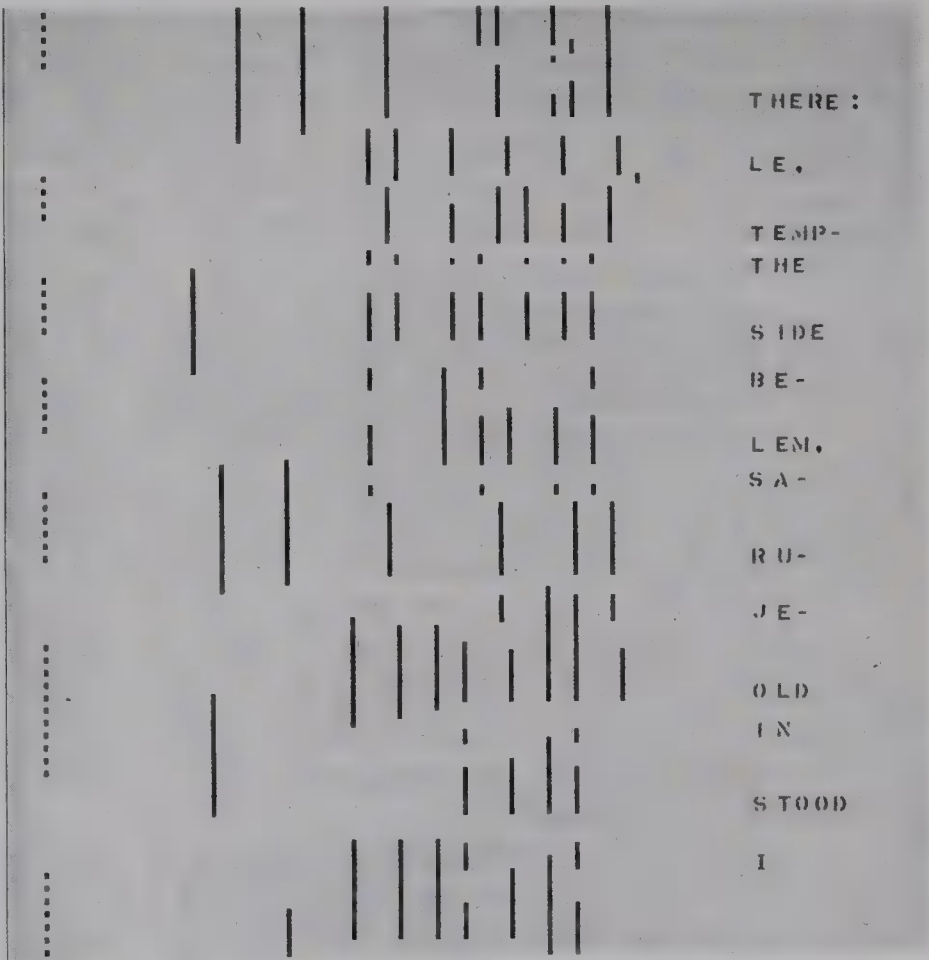 I
STOOD
IN
OLD
JE-
RU-
SA-
LEM,
BE-
SIDE
THE
TEMP-
LE,
THERE: